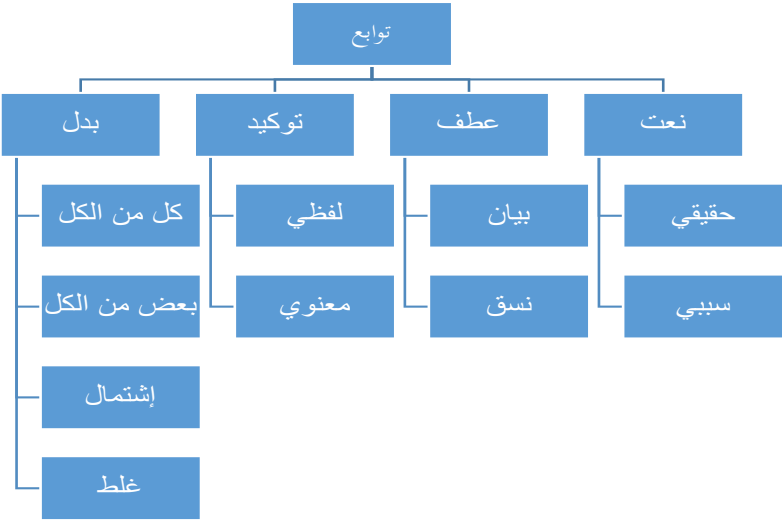 توابع
نعت
عطف
توكيد
بدل
حقيقي
سببي
بيان
نسق
لفظي
معنوي
كل من الكل
بعض من الكل
إشتمال
غلط